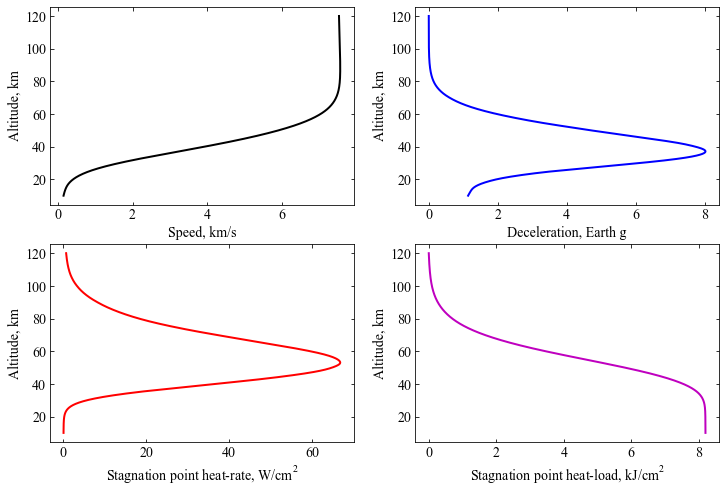 120
100
80
60
40
20
Altitude, km
0 2 4 6
Speed, km/s
120
100
80
60
40
20
Altitude, km
0 2 4 6 8
Deceleration, Earth g
120
100
80
60
40
20
Altitude, km
0 20 40 60
Stagnation point heat-rate, W/cm²
120
100
80
60
40
20
Altitude, km
0 2 4 6 8
Stagnation point heat-load, kJ/cm²